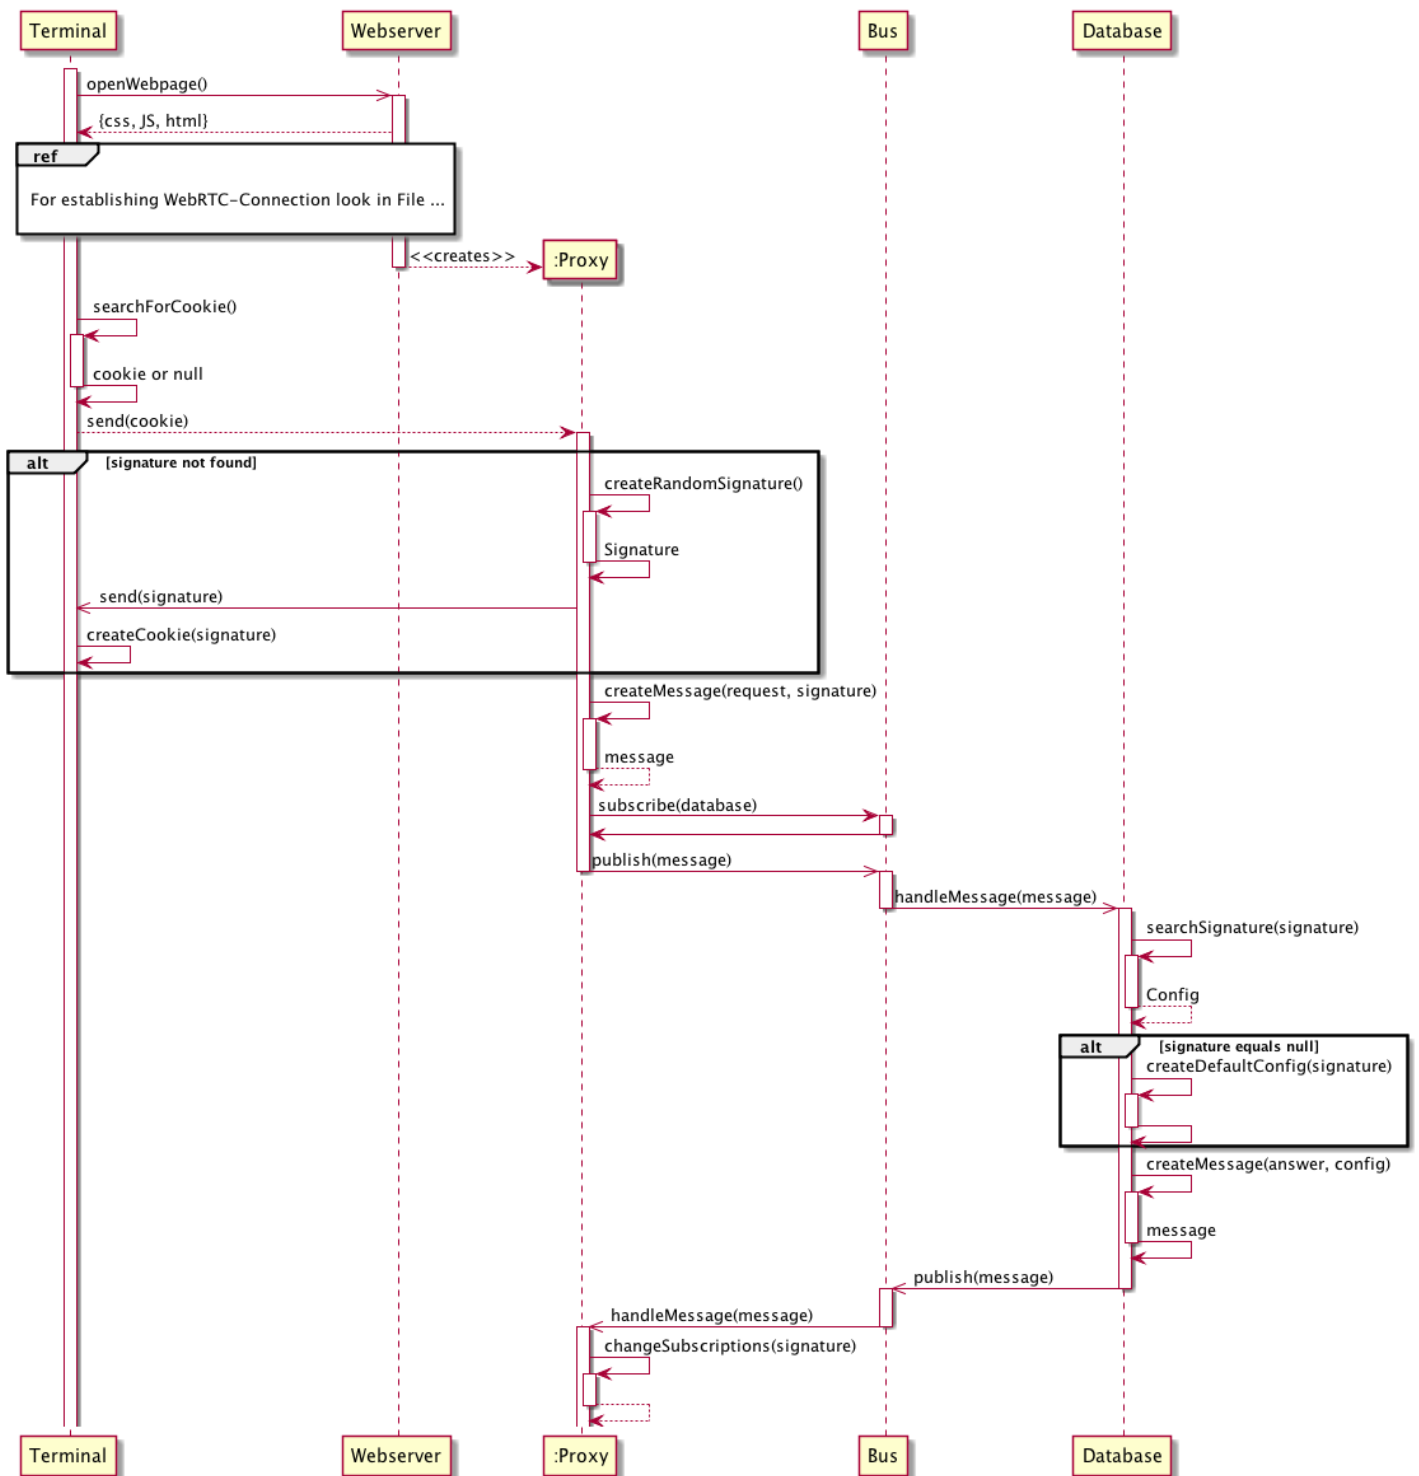 Terminal
Webserver
Bus
Database
openWebpage()
{css, JS, html}
ref
For establishing WebRTC-Connection look in File ...
<<creates>>
:Proxy
searchForCookie()
cookie or null
send(cookie)
alt
[signature not found]
createRandomSignature()
Signature
send(signature)
createCookie(signature)
createMessage(request, signature)
message
subscribe(database)
publish(message)
handleMessage(message)
searchSignature(signature)
Config
alt
[signature equals null]
createDefaultConfig(signature)
createMessage(answer, config)
message
publish(message)
handleMessage(message)
changeSubscriptions(signature)
Terminal
Webserver
:Proxy
Bus
Database